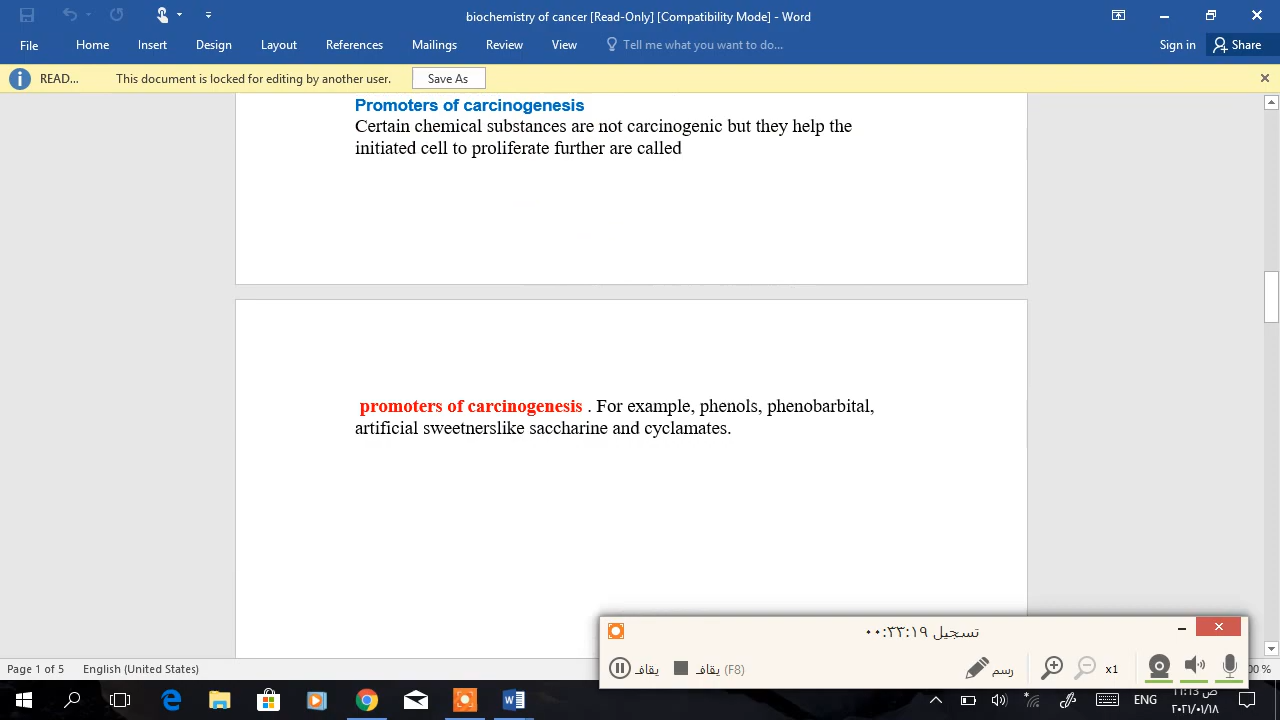 biochemistry of cancer [Read-Only] [Compatibility Mode] - Word
File Home Insert Design Layout References Mailings Review View Tell me what you want to do... Sign in Share
READ... This document is locked for editing by another user. Save As
Promoters of carcinogenesis
Certain chemical substances are not carcinogenic but they help the
initiated cell to proliferate further are called
promoters of carcinogenesis . For example, phenols, phenobarbital,
artificial sweetnerslike saccharine and cyclamates.
تسجيل ٠٠:٣٣:١٩
يقاف يقاف (F8) رسم x1
Page 1 of 5 English (United States) 00 %
ENG
ص ١١:١٥
٢٠٢١/٠١/١٨